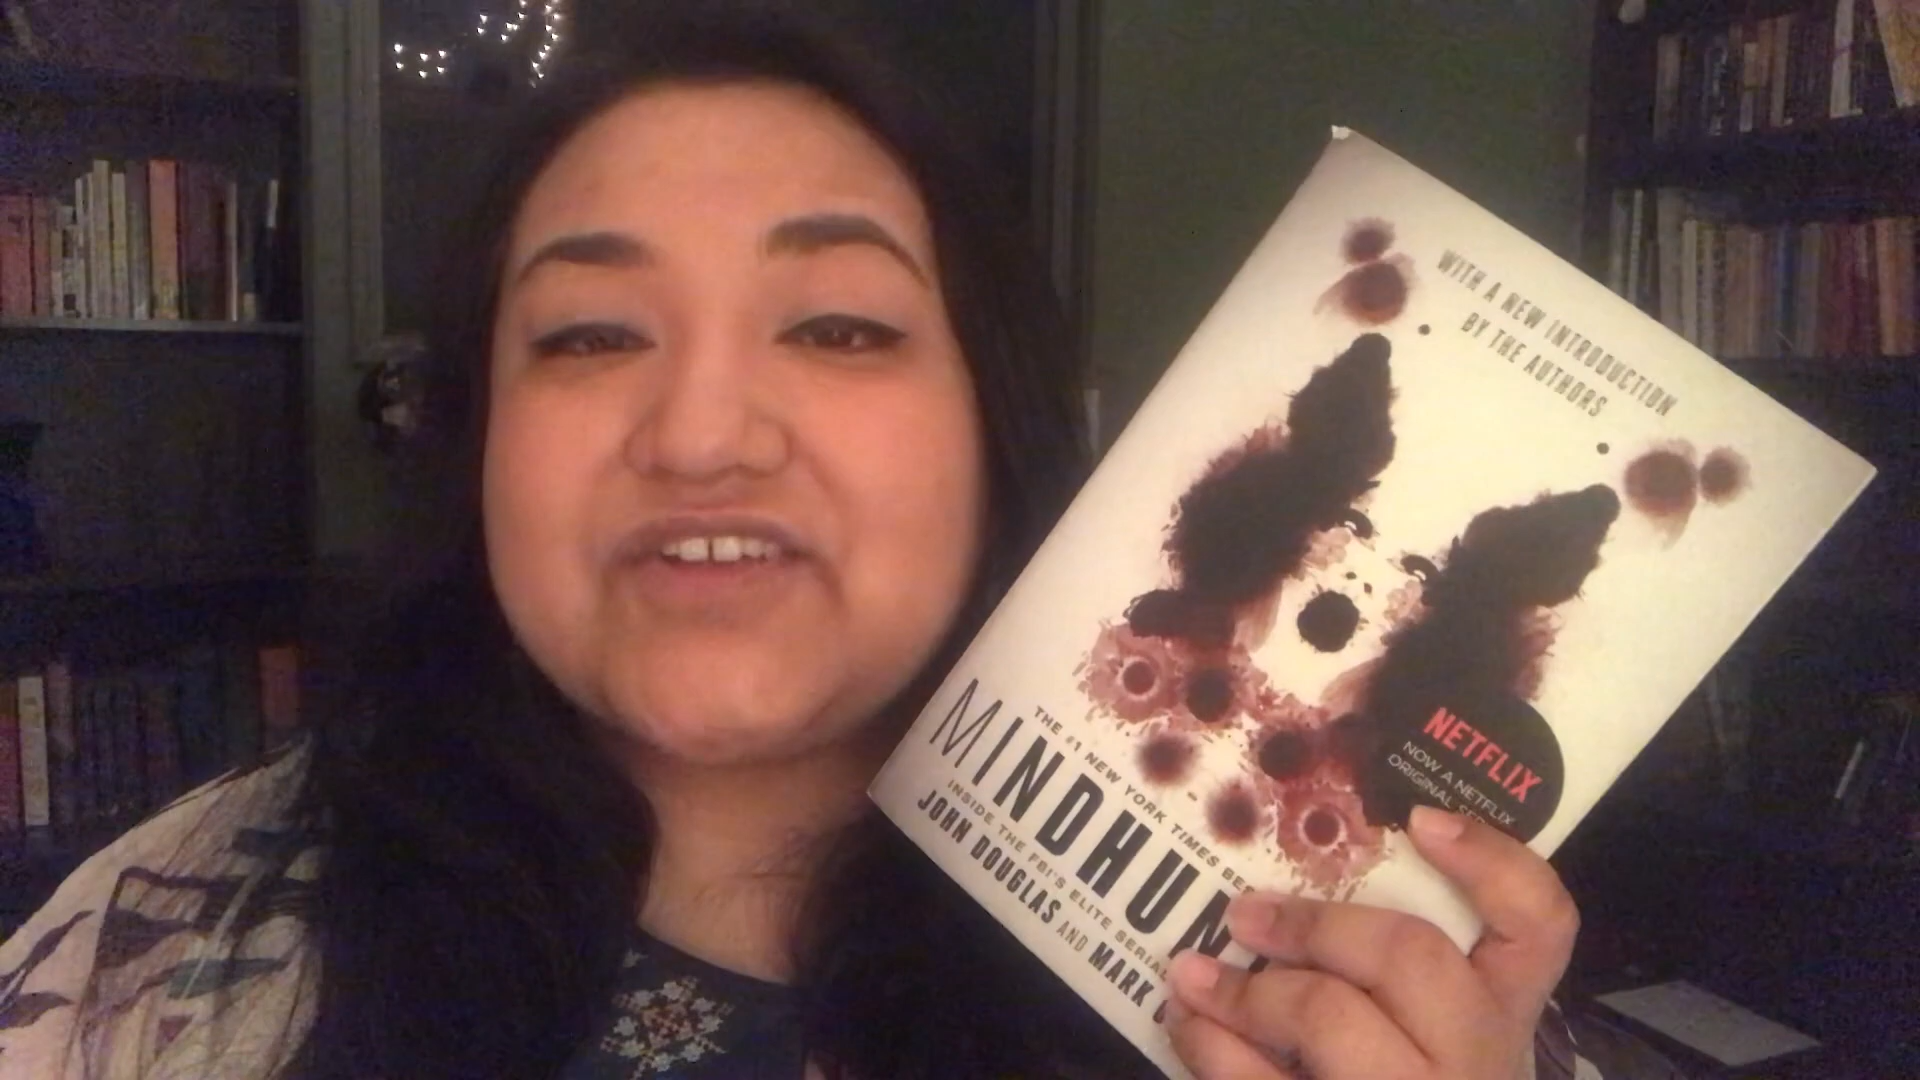 WITH A NEW INTRODUCTION
BY THE AUTHORS
NETFLIX
NOW A NETFLIX
ORIGINAL
THE #1 NEW YORK TIMES
MINDHUN
INSIDE THE FBI'S ELITE SERIAL
JOHN DOUGLAS AND MARK